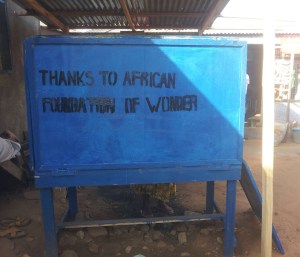 THANKS TO AFRICAN
FOUNDATION OF WONDER